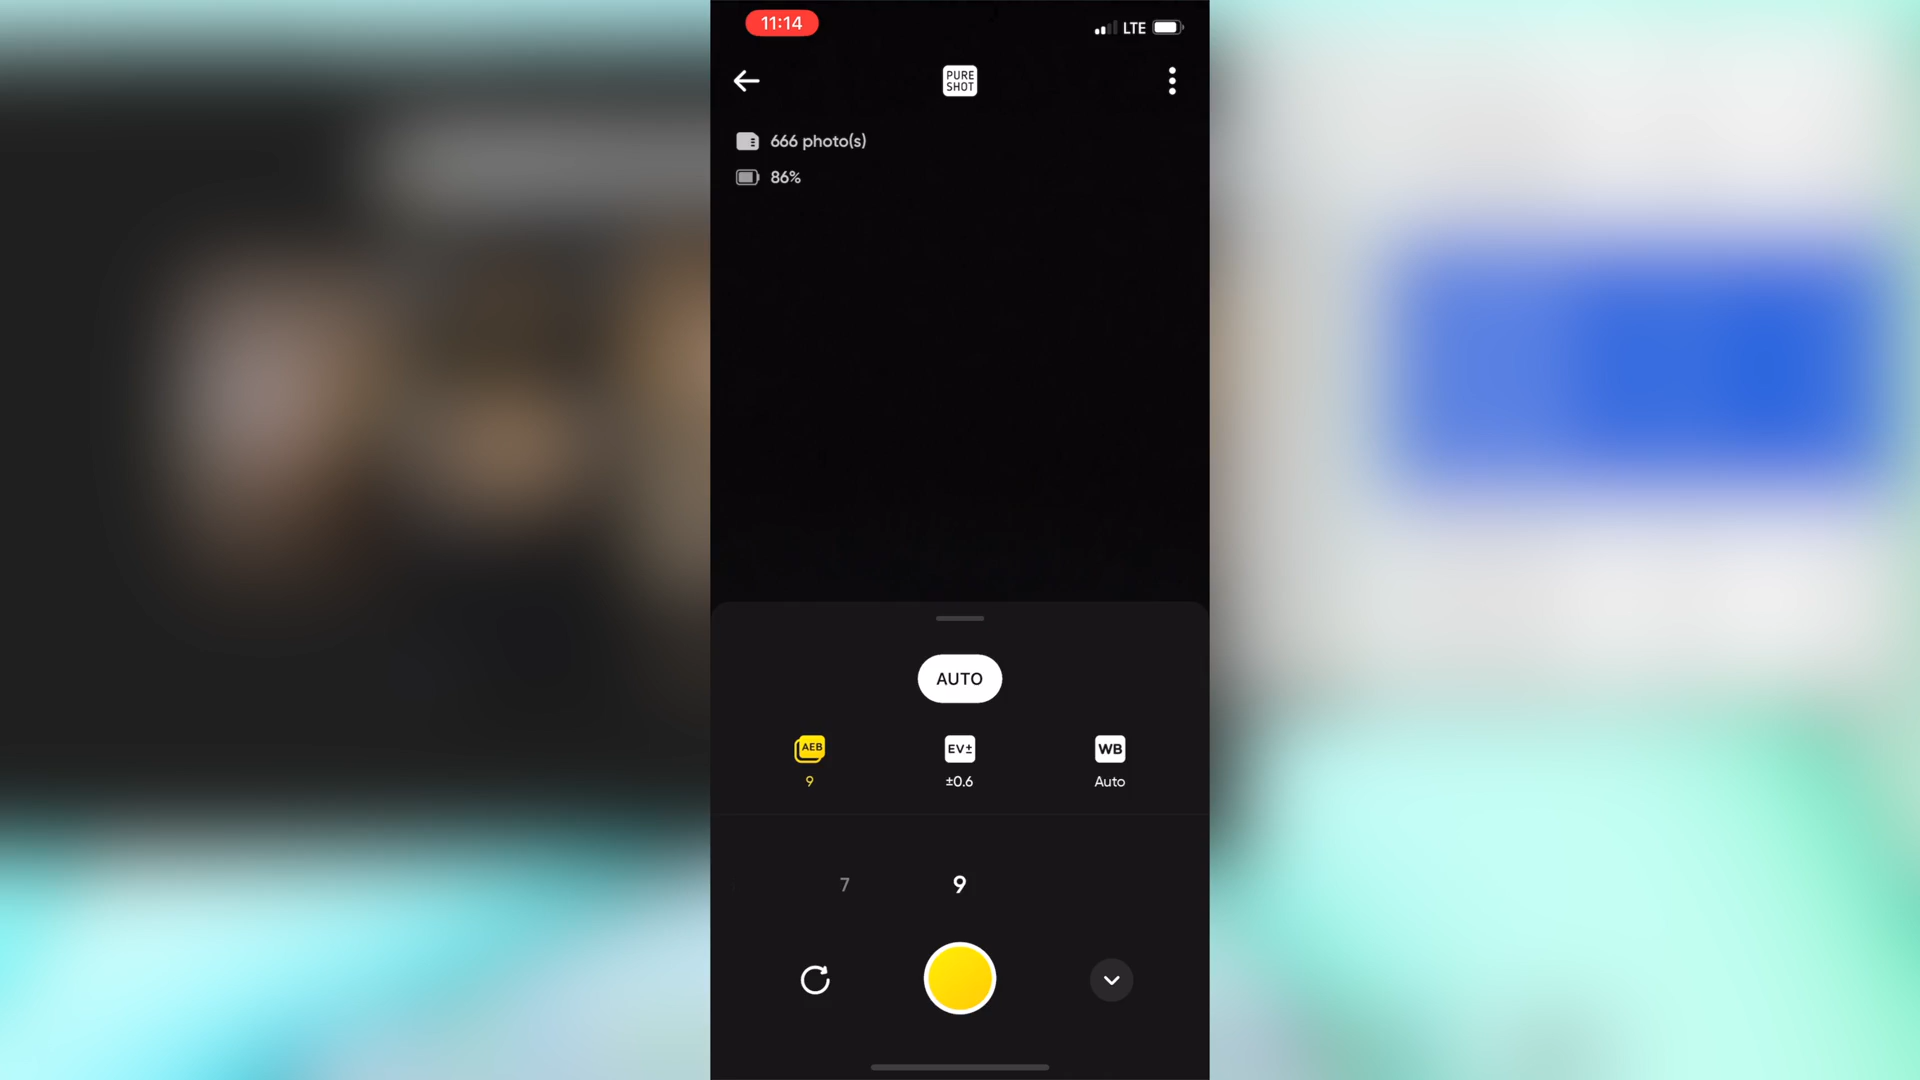 11:14
LTE
PURE
SHOT
666 photo(s)
86%
AUTO
AEB
EV±
WB
9
±0.6
Auto
7
9